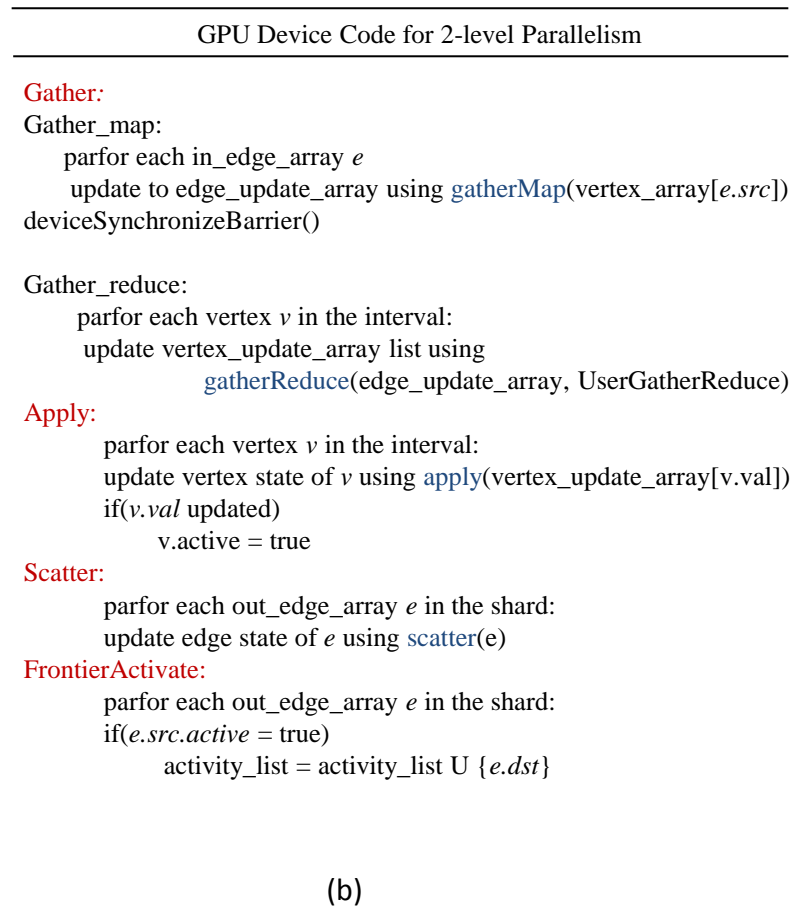 GPU Device Code for 2-level Parallelism
Gather:
Gather_map:
parfor each in_edge_array e
update to edge_update_array using gatherMap(vertex_array[e.src])
deviceSynchronizeBarrier()
Gather_reduce:
parfor each vertex v in the interval:
update vertex_update_array list using
gatherReduce(edge_update_array, UserGatherReduce)
Apply:
parfor each vertex v in the interval:
update vertex state of v using apply(vertex_update_array[v.val])
if(v.val updated)
v.active = true
Scatter:
parfor each out_edge_array e in the shard:
update edge state of e using scatter(e)
FrontierActivate:
parfor each out_edge_array e in the shard:
if(e.src.active = true)
activity_list = activity_list U {e.dst}
(b)